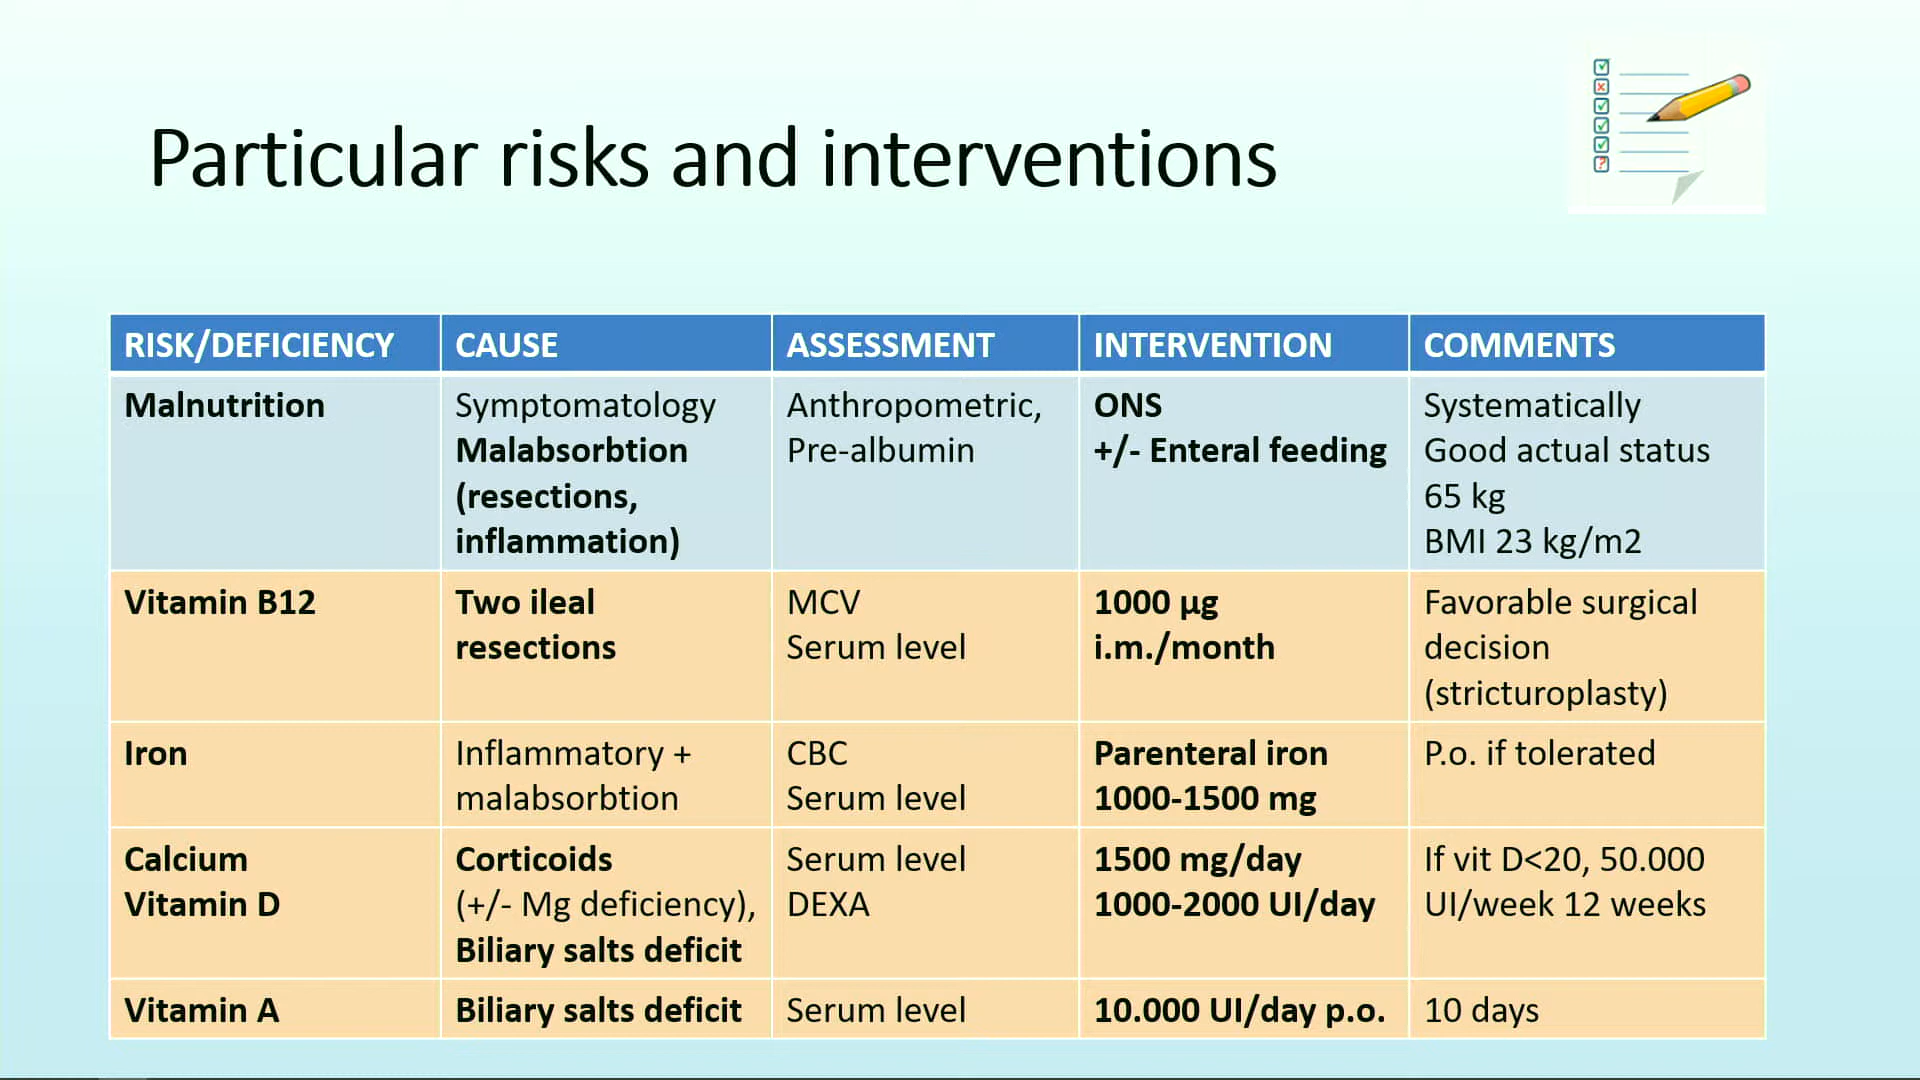 Particular risks and interventions
RISK/DEFICIENCY
CAUSE
ASSESSMENT
INTERVENTION
COMMENTS
Malnutrition
Symptomatology
Malabsorbtion
(resections,
inflammation)
Anthropometric,
Pre-albumin
ONS
+/- Enteral feeding
Systematically
Good actual status
65 kg
BMI 23 kg/m2
Vitamin B12
Two ileal
resections
MCV
Serum level
1000 µg
i.m./month
Favorable surgical
decision
(stricturoplasty)
Iron
Inflammatory +
malabsorbtion
CBC
Serum level
Parenteral iron
1000-1500 mg
P.o. if tolerated
Calcium
Vitamin D
Corticoids
(+/- Mg deficiency),
Biliary salts deficit
Serum level
DEXA
1500 mg/day
1000-2000 UI/day
If vit D<20, 50.000
UI/week 12 weeks
Vitamin A
Biliary salts deficit
Serum level
10.000 UI/day p.o.
10 days